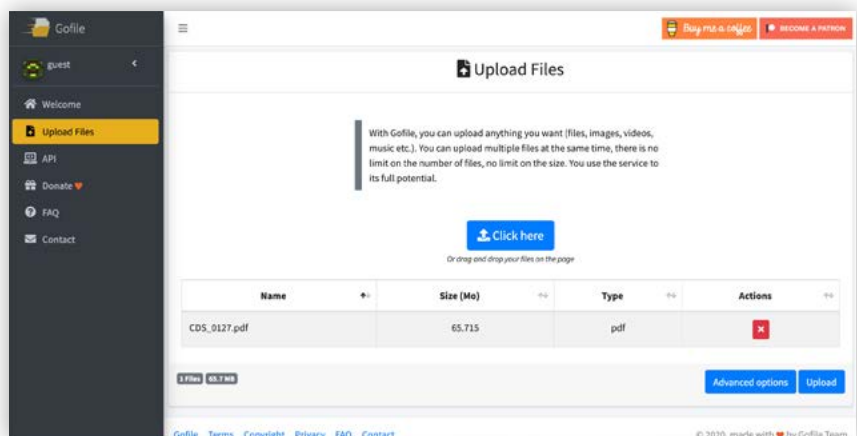 Gofile
Buy me a coffee
BECOME A PATRON
guest
Welcome
Upload Files
API
Donate
FAQ
Contact
Upload Files
With Gofile, you can upload anything you want (files, images, videos,
music etc.). You can upload multiple files at the same time, there is no
limit on the number of files, no limit on the size. You use the service to
its full potential.
Click here
Or drag and drop your files on the page
Name Size (Mo) Type Actions
CDS_0127.pdf 65.715 pdf
1 Files 65.7 MB
Advanced options Upload
Gofile Terms Copyright Privacy FAQ Contact
© 2020, made with ❤ by Gofile Team